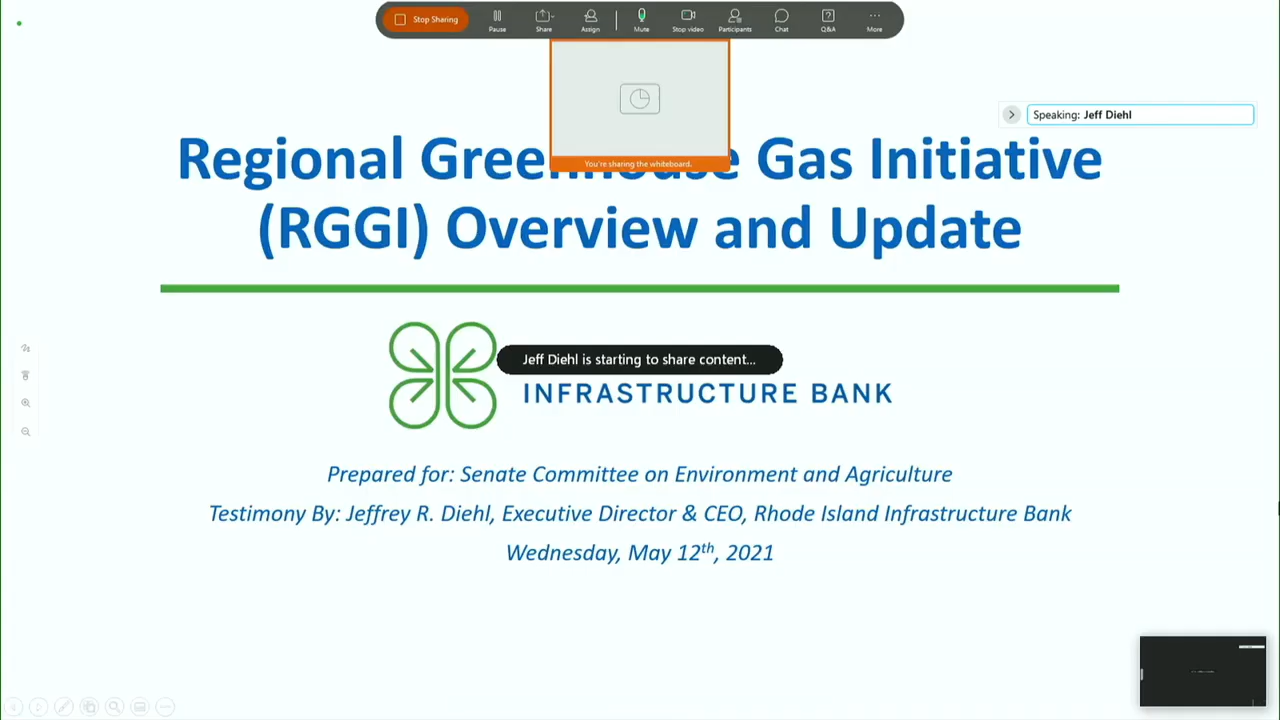 Stop Sharing
Pause
Share
Assign
Mute
Stop video
Participants
Chat
Q&A
More
You're sharing the whiteboard.
Speaking: Jeff Diehl
Regional Greenhouse Gas Initiative
(RGGI) Overview and Update
Jeff Diehl is starting to share content...
INFRASTRUCTURE BANK
Prepared for: Senate Committee on Environment and Agriculture
Testimony By: Jeffrey R. Diehl, Executive Director & CEO, Rhode Island Infrastructure Bank
Wednesday, May 12th, 2021